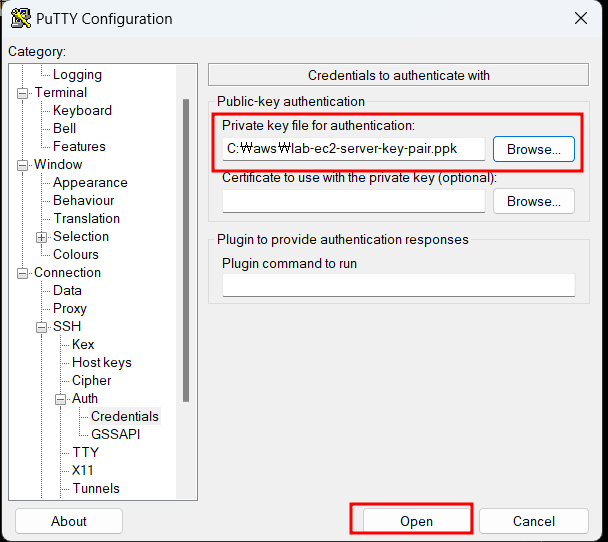 PuTTY Configuration
Category:
Logging
Terminal
Keyboard
Bell
Features
Window
Appearance
Behaviour
Translation
Selection
Colours
Connection
Data
Proxy
SSH
Kex
Host keys
Cipher
Auth
Credentials
GSSAPI
TTY
X11
Tunnels
Credentials to authenticate with
Public-key authentication
Private key file for authentication:
C:₩aws₩lab-ec2-server-key-pair.ppk
Browse...
Certificate to use with the private key (optional):
Browse...
Plugin to provide authentication responses
Plugin command to run
About
Open
Cancel